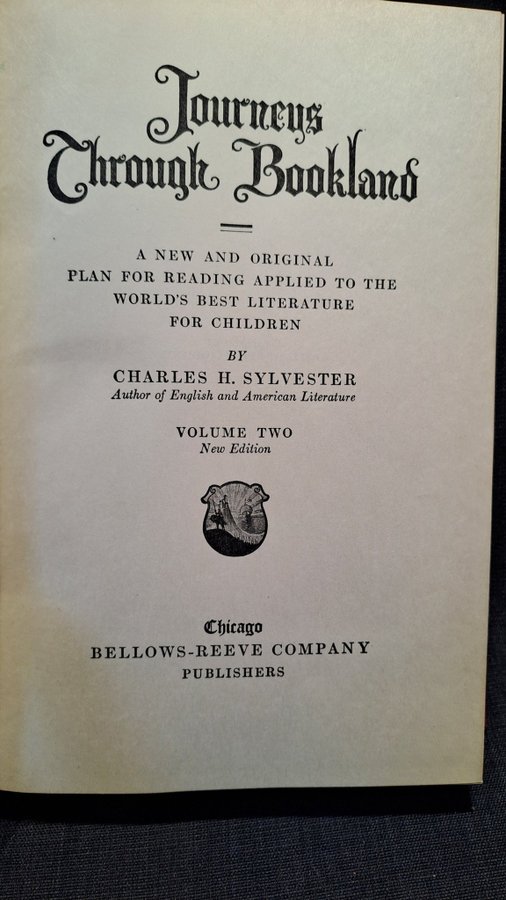 Journeys
Through Bookland
A NEW AND ORIGINAL
PLAN FOR READING APPLIED TO THE
WORLD'S BEST LITERATURE
FOR CHILDREN
BY
CHARLES H. SYLVESTER
Author of English and American Literature
VOLUME TWO
New Edition
Chicago
BELLOWS-REEVE COMPANY
PUBLISHERS